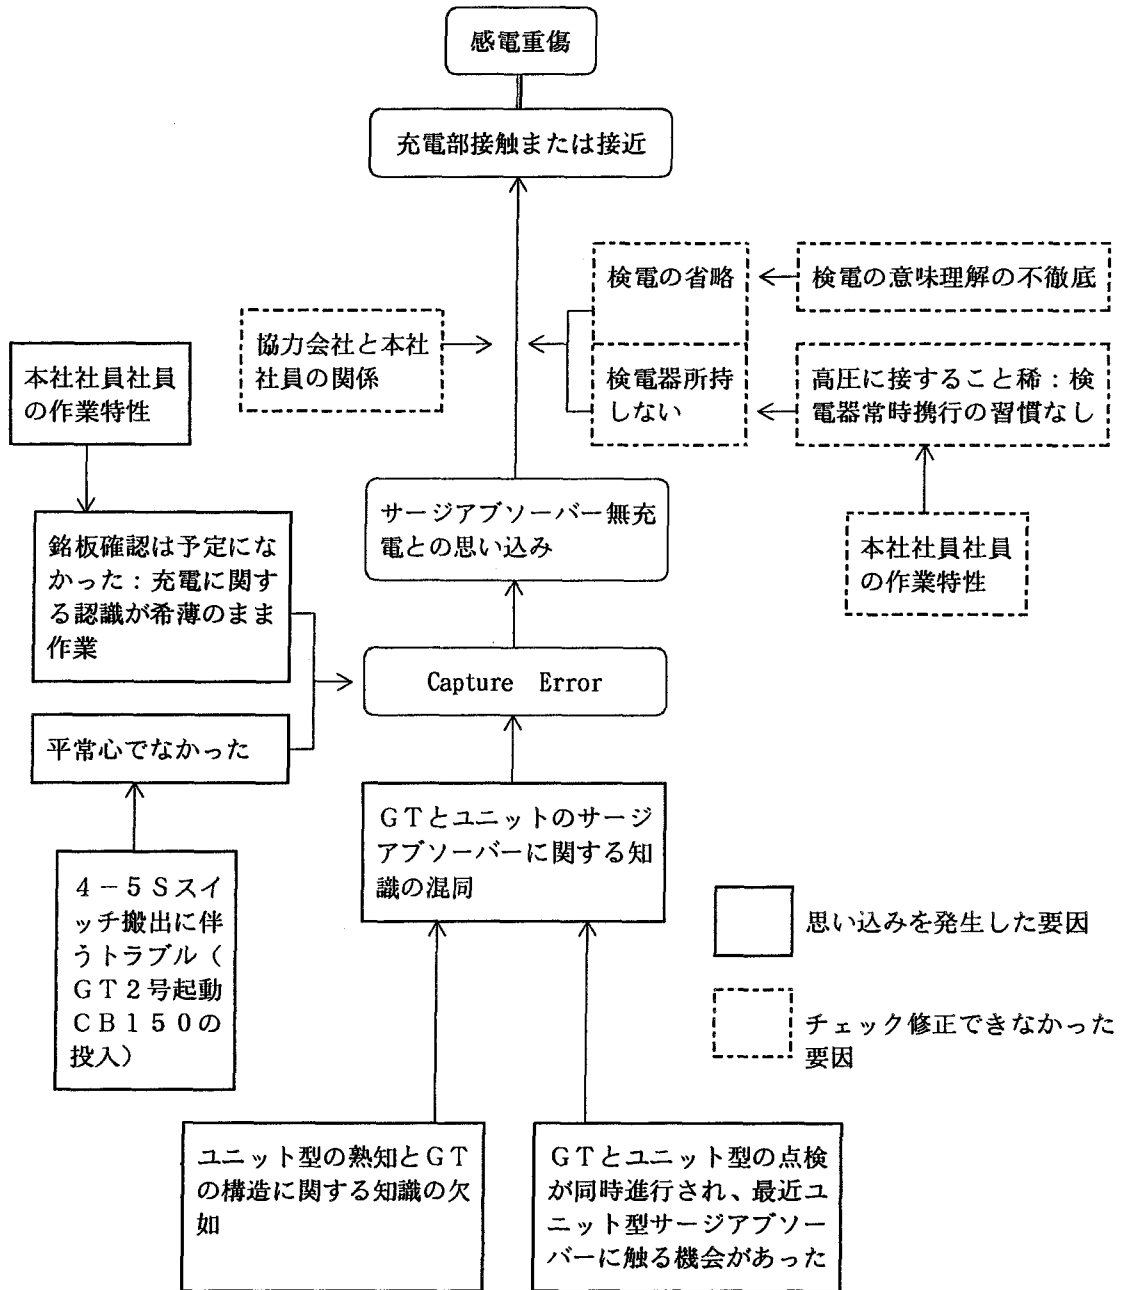 感電重傷
充電部接触または接近
検電の省略
検電の意味理解の不徹底
協力会社と本社
社員の関係
検電器所持
しない
高圧に接すること稀：検
電器常時携行の習慣なし
本社社員社員
の作業特性
サージアブソーバー無充
電との思い込み
本社社員社員
の作業特性
銘板確認は予定にな
かった：充電に関す
る認識が希薄のまま
作業
Capture Error
平常心でなかった
ＧＴとユニットのサージ
アブソーバーに関する知
識の混同
４－５Ｓスイ
ッチ搬出に伴
うトラブル（
ＧＴ２号起動
ＣＢ１５０の
投入）
思い込みを発生した要因
チェック修正できなかった
要因
ユニット型の熟知とＧＴ
の構造に関する知識の欠
如
ＧＴとユニット型の点検
が同時進行され、最近ユ
ニット型サージアブソー
バーに触る機会があった